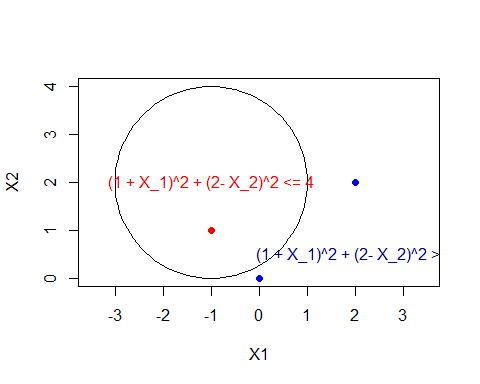 4
3
2
1
0
X2
(1 + X_1)^2 + (2- X_2)^2 <= 4
(1 + X_1)^2 + (2- X_2)^2 >
-3 -2 -1 0 1 2 3
X1